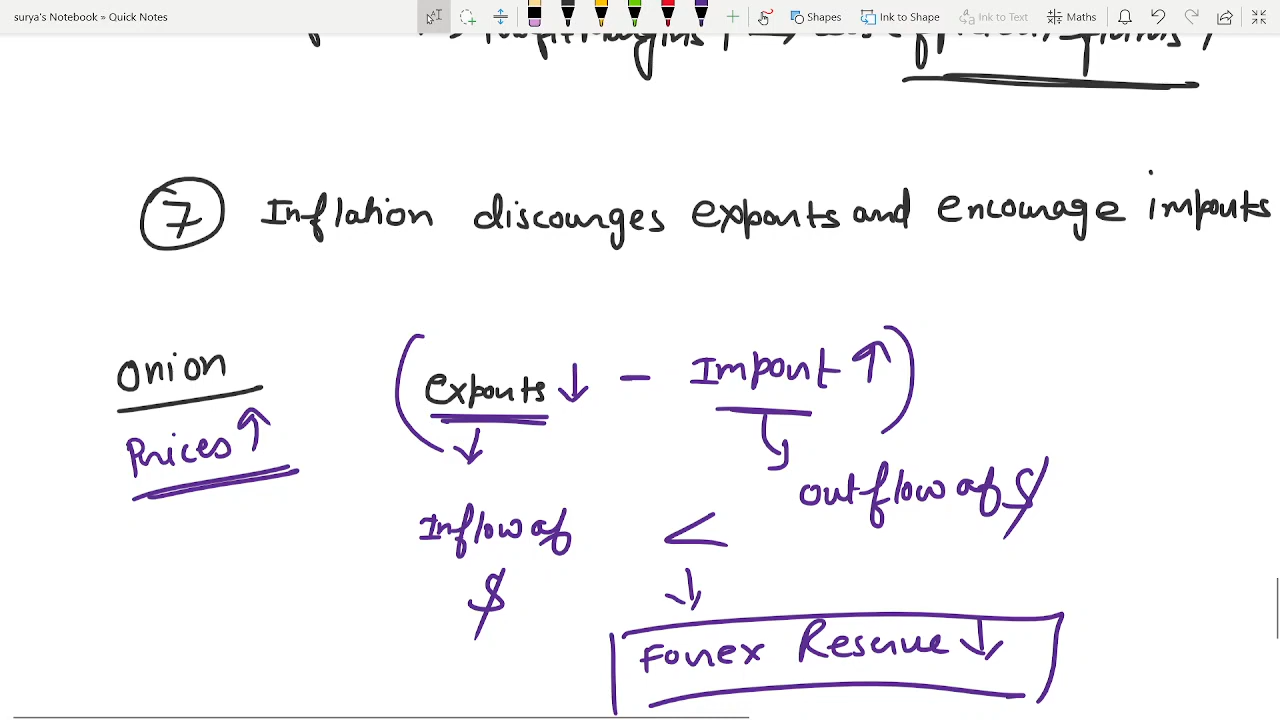 surya's Notebook » Quick Notes
Shapes Ink to Shape Ink to Text Maths
7 Inflation discourges exports and encourage imports
Onion
Prices ↑
(Exports ↓ – Import ↑)
Inflow of $ < Outflow of $
Forex Reserve ↓